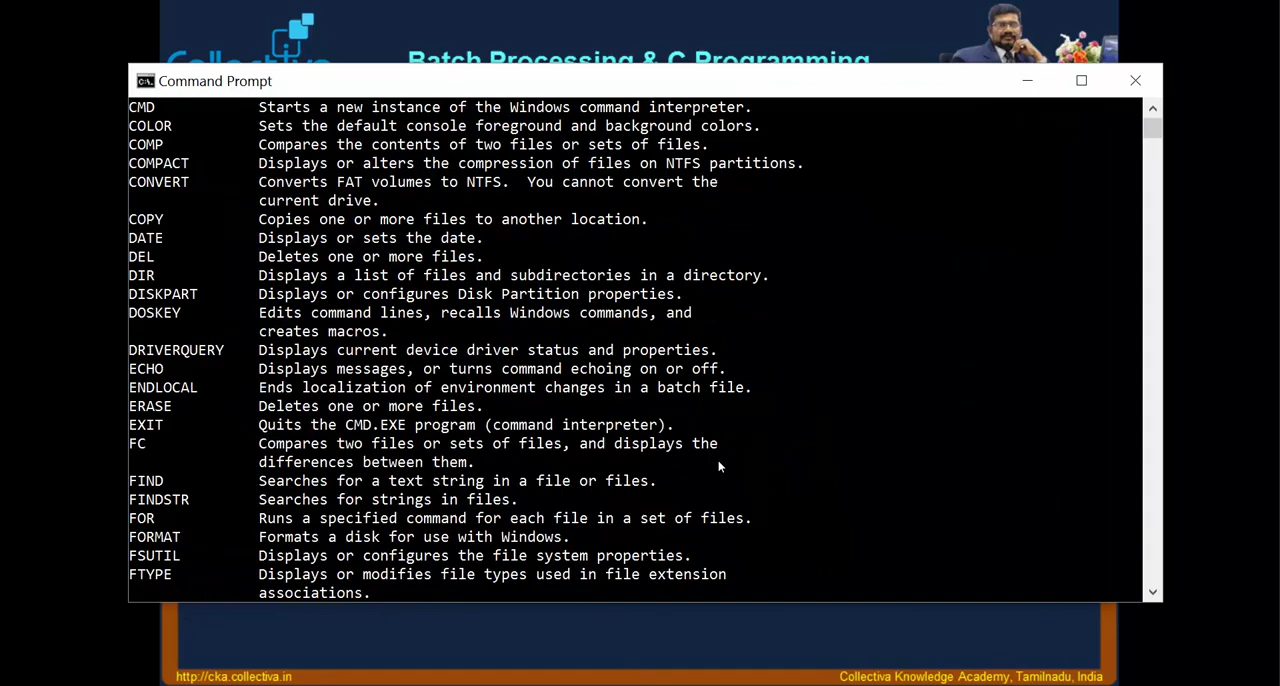 Collectiva
Batch Processing & C Programming
Command Prompt
CMD Starts a new instance of the Windows command interpreter.
COLOR Sets the default console foreground and background colors.
COMP Compares the contents of two files or sets of files.
COMPACT Displays or alters the compression of files on NTFS partitions.
CONVERT Converts FAT volumes to NTFS.  You cannot convert the
current drive.
COPY Copies one or more files to another location.
DATE Displays or sets the date.
DEL Deletes one or more files.
DIR Displays a list of files and subdirectories in a directory.
DISKPART Displays or configures Disk Partition properties.
DOSKEY Edits command lines, recalls Windows commands, and
creates macros.
DRIVERQUERY Displays current device driver status and properties.
ECHO Displays messages, or turns command echoing on or off.
ENDLOCAL Ends localization of environment changes in a batch file.
ERASE Deletes one or more files.
EXIT Quits the CMD.EXE program (command interpreter).
FC Compares two files or sets of files, and displays the
differences between them.
FIND Searches for a text string in a file or files.
FINDSTR Searches for strings in files.
FOR Runs a specified command for each file in a set of files.
FORMAT Formats a disk for use with Windows.
FSUTIL Displays or configures the file system properties.
FTYPE Displays or modifies file types used in file extension
associations.
http://cka.collectiva.in
Collectiva Knowledge Academy, Tamilnadu, India